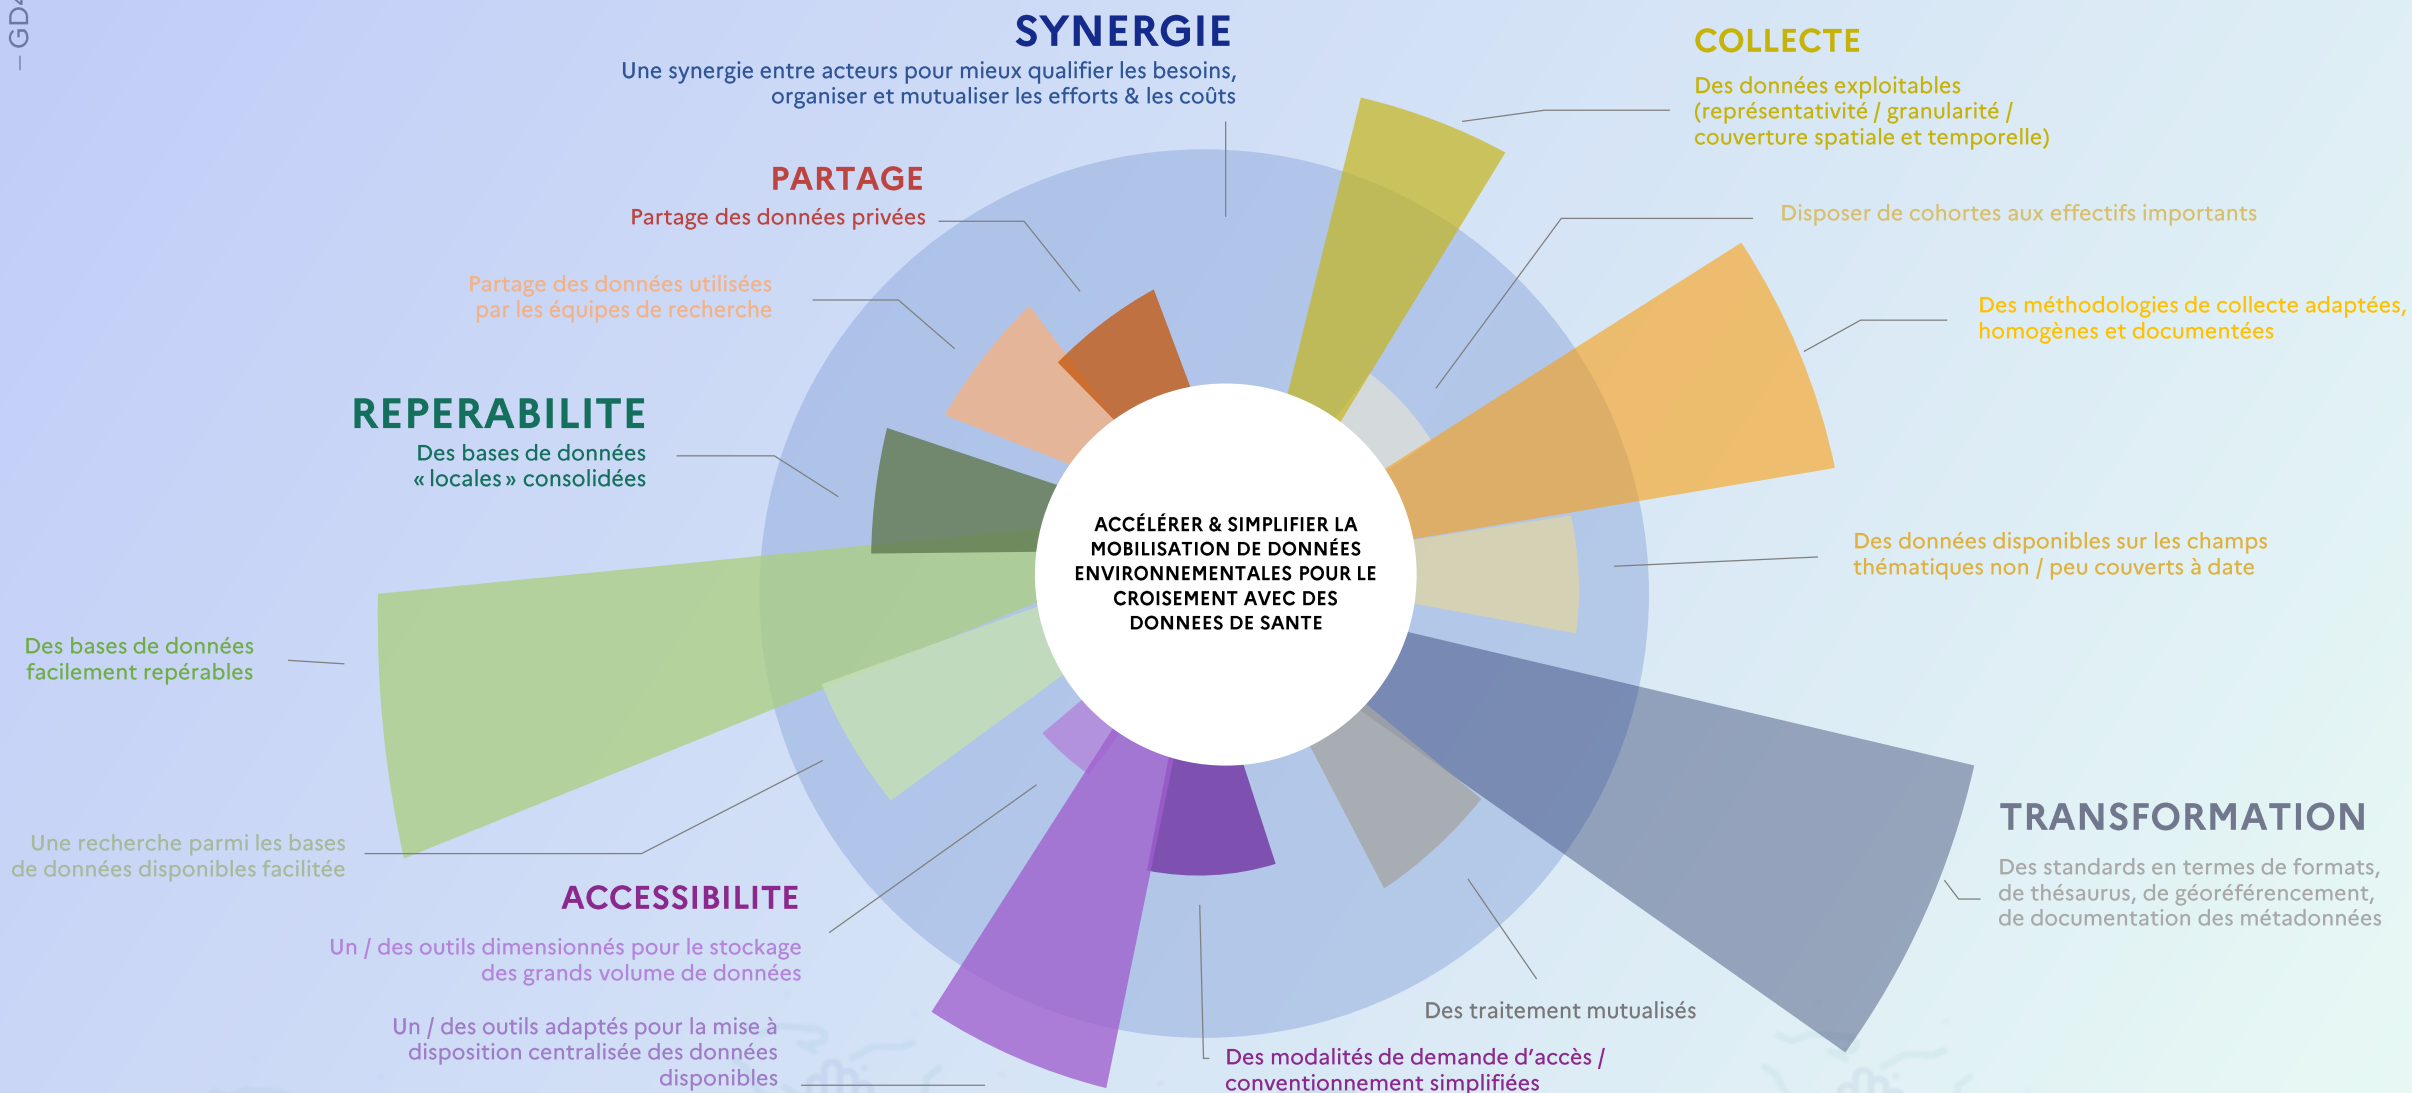 – GD4
SYNERGIE
Une synergie entre acteurs pour mieux qualifier les besoins,
organiser et mutualiser les efforts & les coûts
COLLECTE
Des données exploitables
(représentativité / granularité /
couverture spatiale et temporelle)
PARTAGE
Partage des données privées
Disposer de cohortes aux effectifs importants
Partage des données utilisées
par les équipes de recherche
Des méthodologies de collecte adaptées,
homogènes et documentées
REPERABILITE
Des bases de données
« locales » consolidées
ACCÉLÉRER & SIMPLIFIER LA
MOBILISATION DE DONNÉES
ENVIRONNEMENTALES POUR LE
CROISEMENT AVEC DES
DONNEES DE SANTE
Des données disponibles sur les champs
thématiques non / peu couverts à date
Des bases de données
facilement repérables
Une recherche parmi les bases
de données disponibles facilitée
TRANSFORMATION
Des standards en termes de formats,
de thésaurus, de géoréférencement,
de documentation des métadonnées
ACCESSIBILITE
Un / des outils dimensionnés pour le stockage
des grands volume de données
Un / des outils adaptés pour la mise à
disposition centralisée des données
disponibles
Des traitement mutualisés
Des modalités de demande d’accès /
conventionnement simplifiées